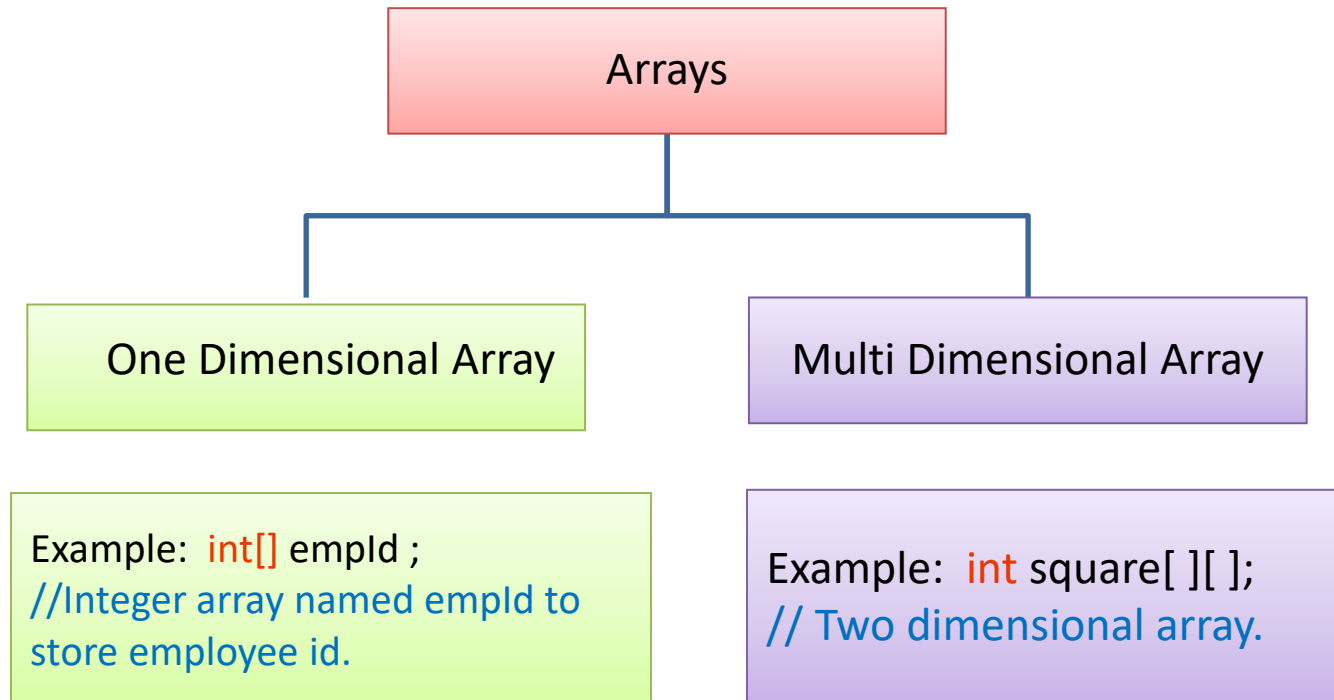 Arrays
One Dimensional Array
Multi Dimensional Array
Example: int[] empId ;
//Integer array named empId to
store employee id.
Example: int square[ ][ ];
// Two dimensional array.